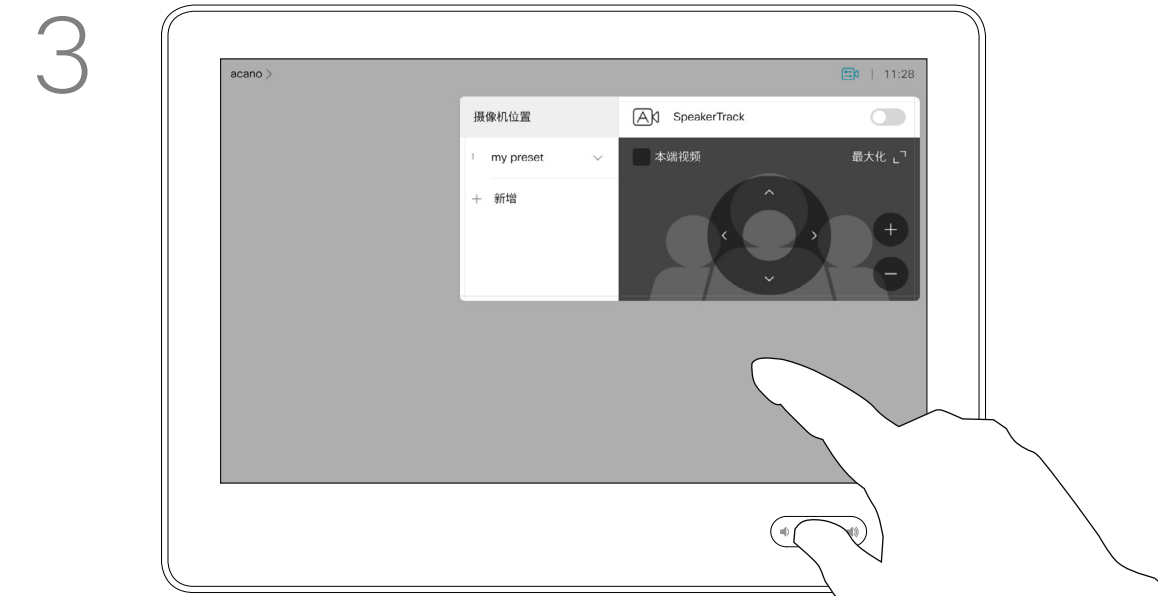 3
acano >
11:28
摄像机位置
SpeakerTrack
1 my preset
本端视频
最大化
+ 新增